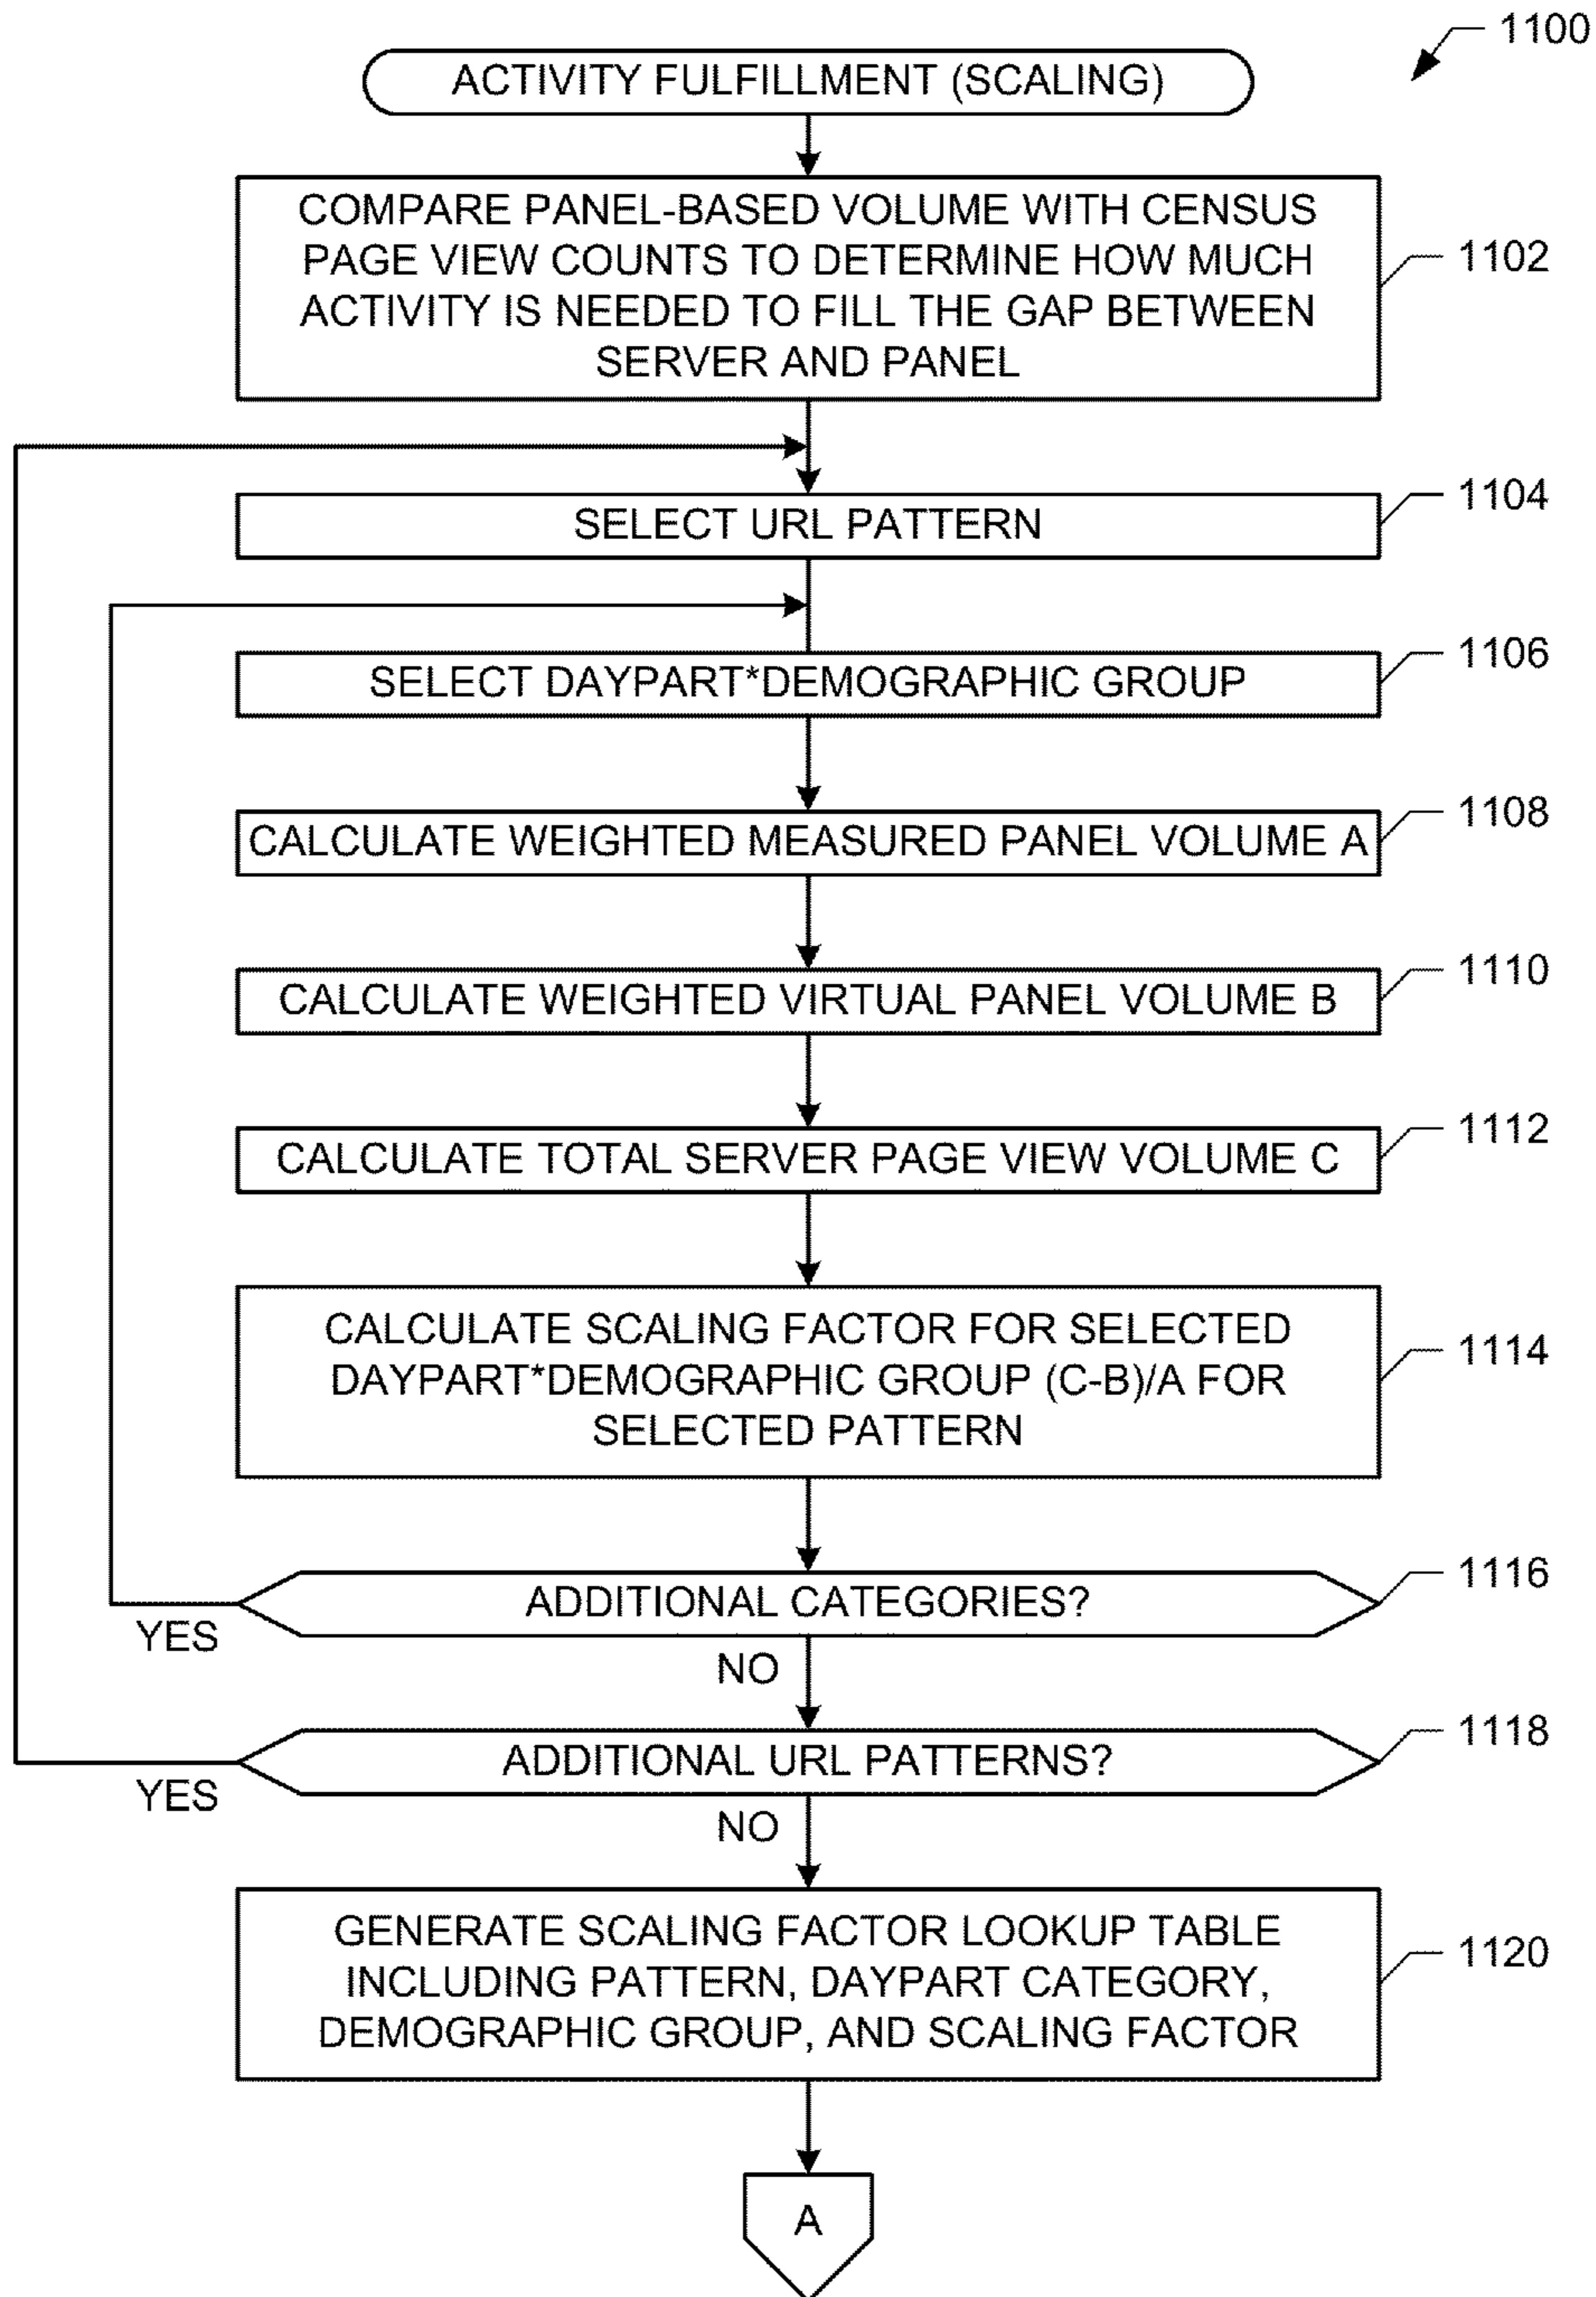 1100
ACTIVITY FULFILLMENT (SCALING)
COMPARE PANEL-BASED VOLUME WITH CENSUS
PAGE VIEW COUNTS TO DETERMINE HOW MUCH
ACTIVITY IS NEEDED TO FILL THE GAP BETWEEN
SERVER AND PANEL
1102
SELECT URL PATTERN
1104
SELECT DAYPART*DEMOGRAPHIC GROUP
1106
CALCULATE WEIGHTED MEASURED PANEL VOLUME A
1108
CALCULATE WEIGHTED VIRTUAL PANEL VOLUME B
1110
CALCULATE TOTAL SERVER PAGE VIEW VOLUME C
1112
CALCULATE SCALING FACTOR FOR SELECTED
DAYPART*DEMOGRAPHIC GROUP (C-B)/A FOR
SELECTED PATTERN
1114
ADDITIONAL CATEGORIES?
1116
YES
NO
ADDITIONAL URL PATTERNS?
1118
YES
NO
GENERATE SCALING FACTOR LOOKUP TABLE
INCLUDING PATTERN, DAYPART CATEGORY,
DEMOGRAPHIC GROUP, AND SCALING FACTOR
1120
A